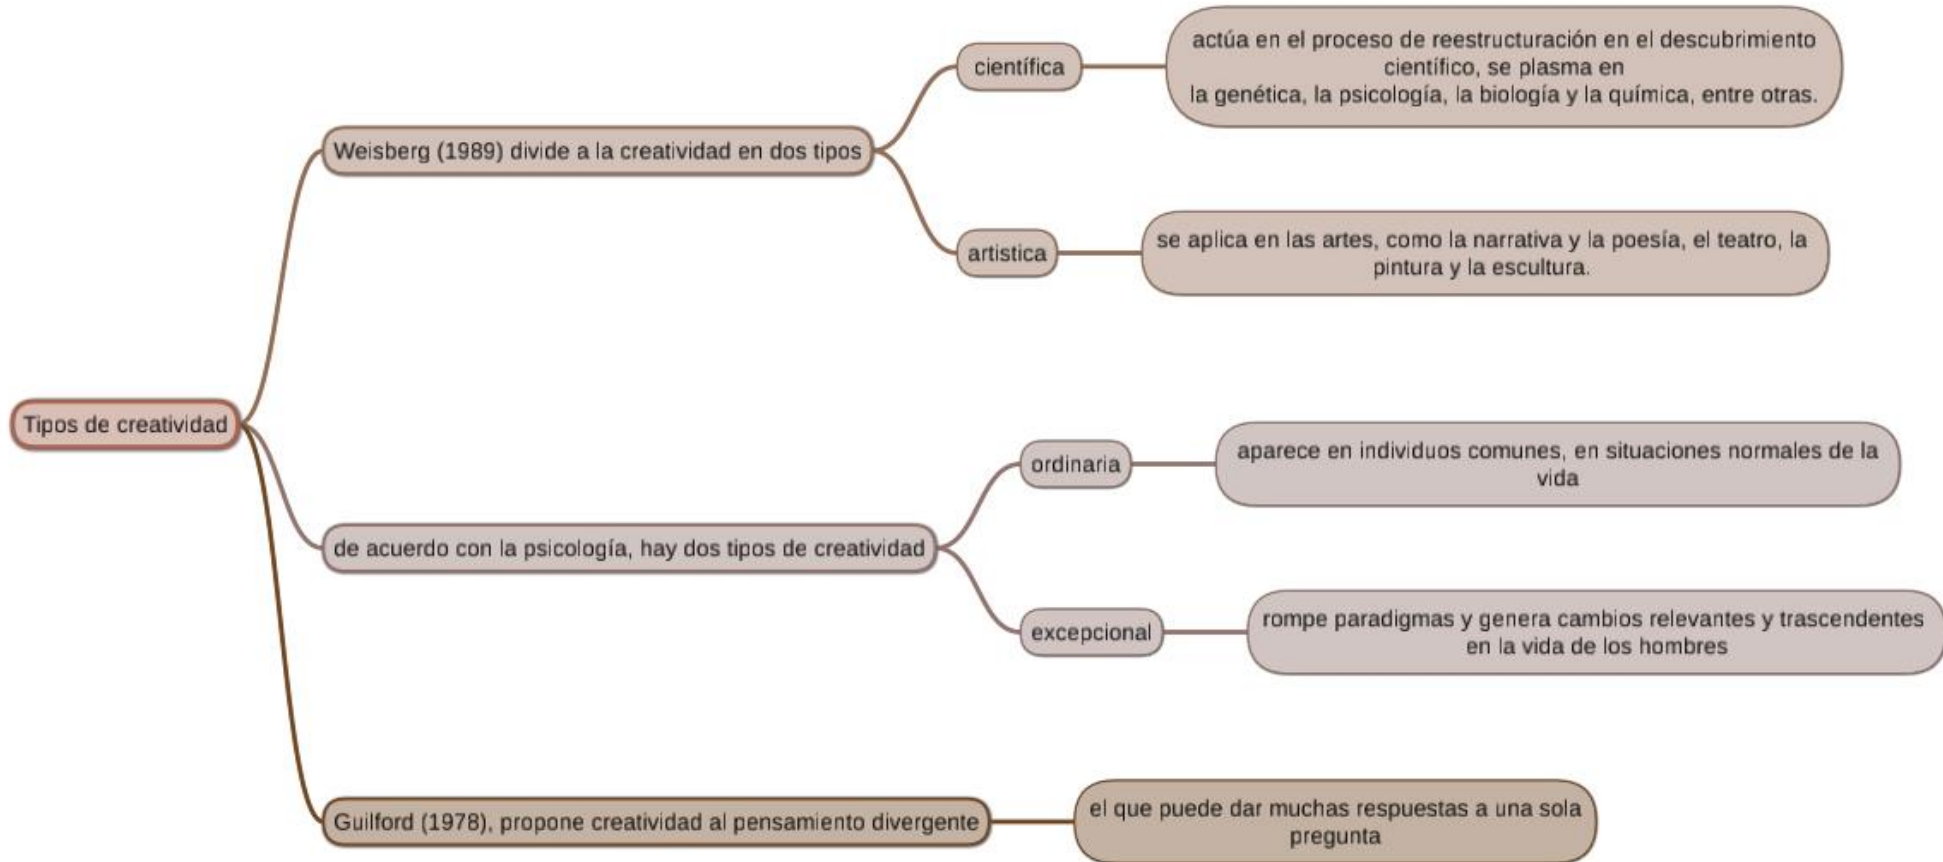 Tipos de creatividad
Weisberg (1989) divide a la creatividad en dos tipos
científica
actúa en el proceso de reestructuración en el descubrimiento
científico, se plasma en
la genética, la psicología, la biología y la química, entre otras.
artistica
se aplica en las artes, como la narrativa y la poesía, el teatro, la
pintura y la escultura.
de acuerdo con la psicología, hay dos tipos de creatividad
ordinaria
aparece en individuos comunes, en situaciones normales de la
vida
excepcional
rompe paradigmas y genera cambios relevantes y trascendentes
en la vida de los hombres
Guilford (1978), propone creatividad al pensamiento divergente
el que puede dar muchas respuestas a una sola
pregunta